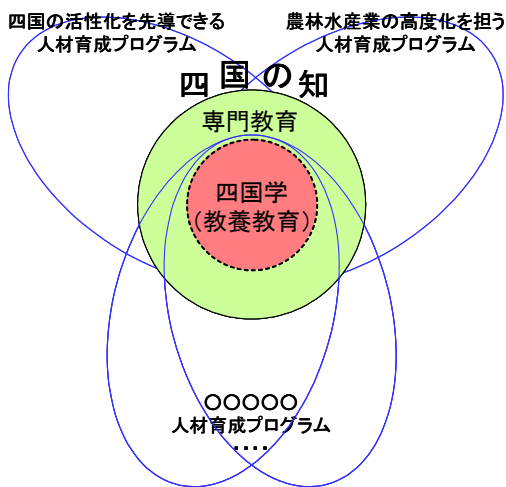 四国の活性化を先導できる
人材育成プログラム
農林水産業の高度化を担う
人材育成プログラム
四国の知
専門教育
四国学
（教養教育）
○○○○○
人材育成プログラム
・・・・